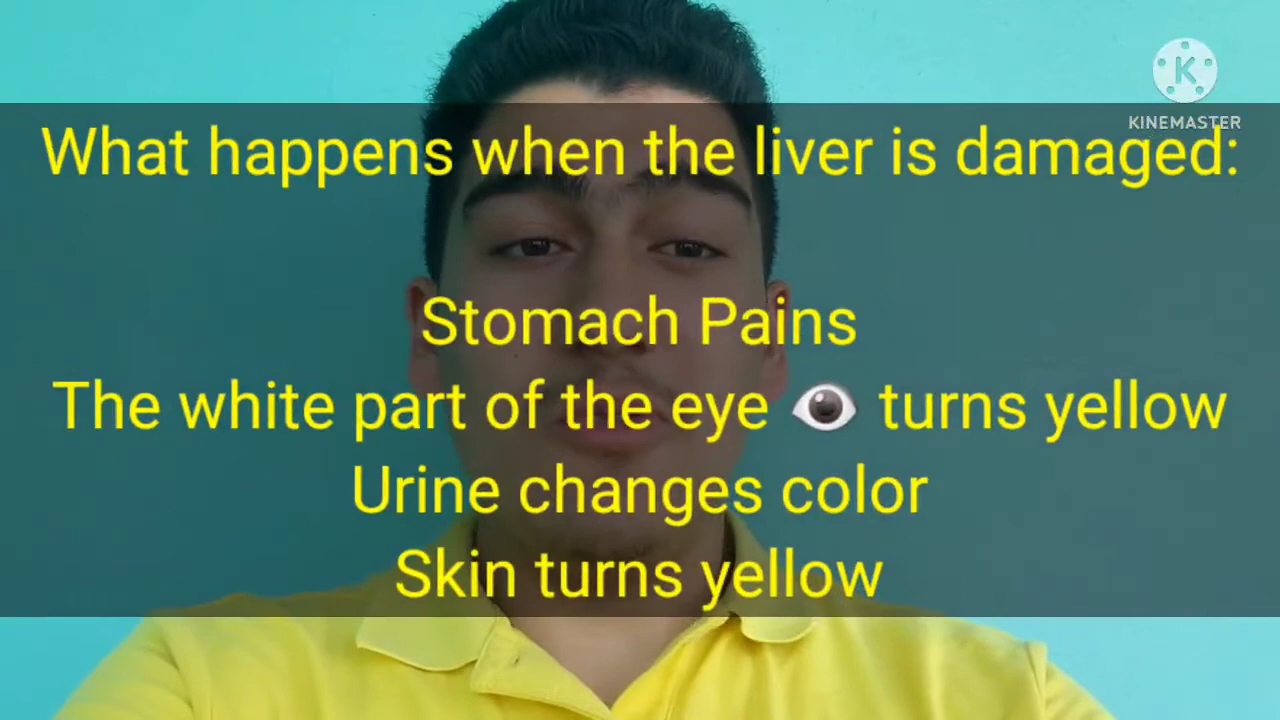 KINEMASTER
What happens when the liver is damaged:
Stomach Pains
The white part of the eye 👁 turns yellow
Urine changes color
Skin turns yellow